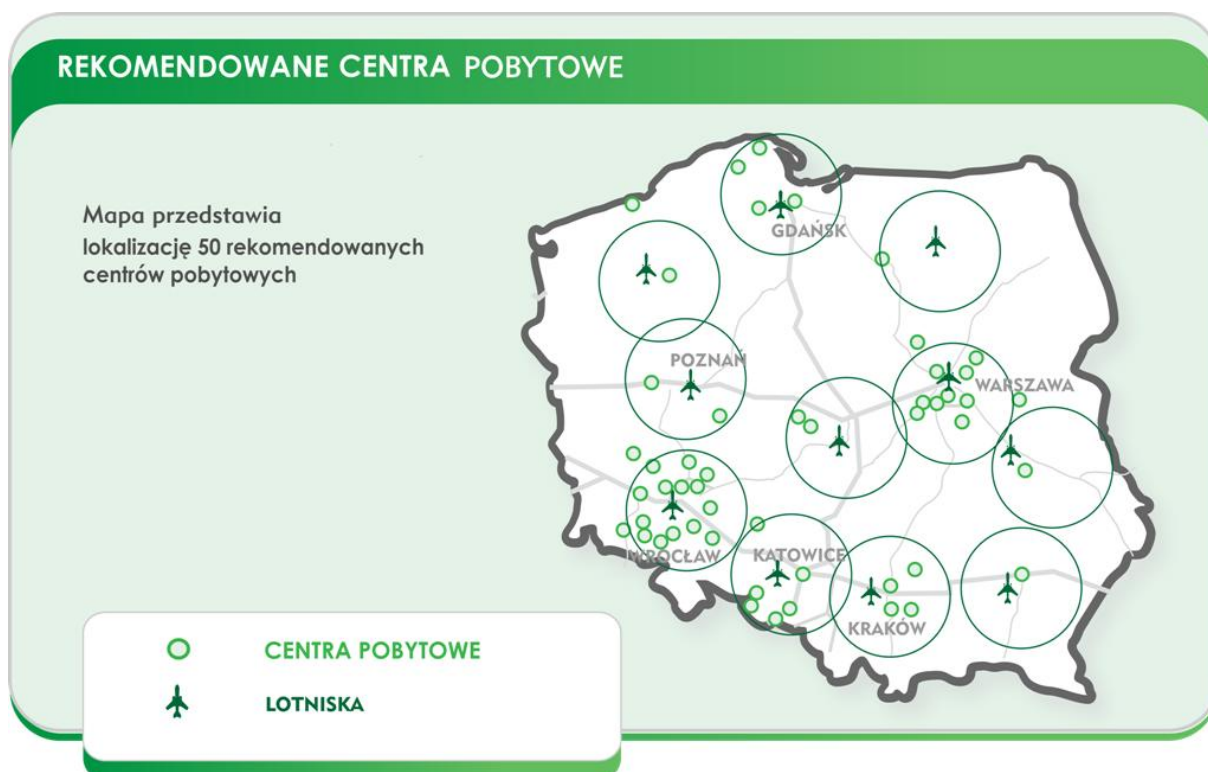 REKOMENDOWANE CENTRA POBYTOWE
Mapa przedstawia
lokalizację 50 rekomendowanych
centrów pobytowych
GDAŃSK
POZNAŃ
WARSZAWA
WROCŁAW
KATOWICE
KRAKÓW
CENTRA POBYTOWE
LOTNISKA